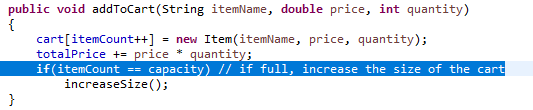 public void addToCart(String itemName, double price, int quantity)
{
cart[itemCount++] = new Item(itemName, price, quantity);
totalPrice += price * quantity;
if(itemCount == capacity) // if full, increase the size of the cart
increaseSize();
}